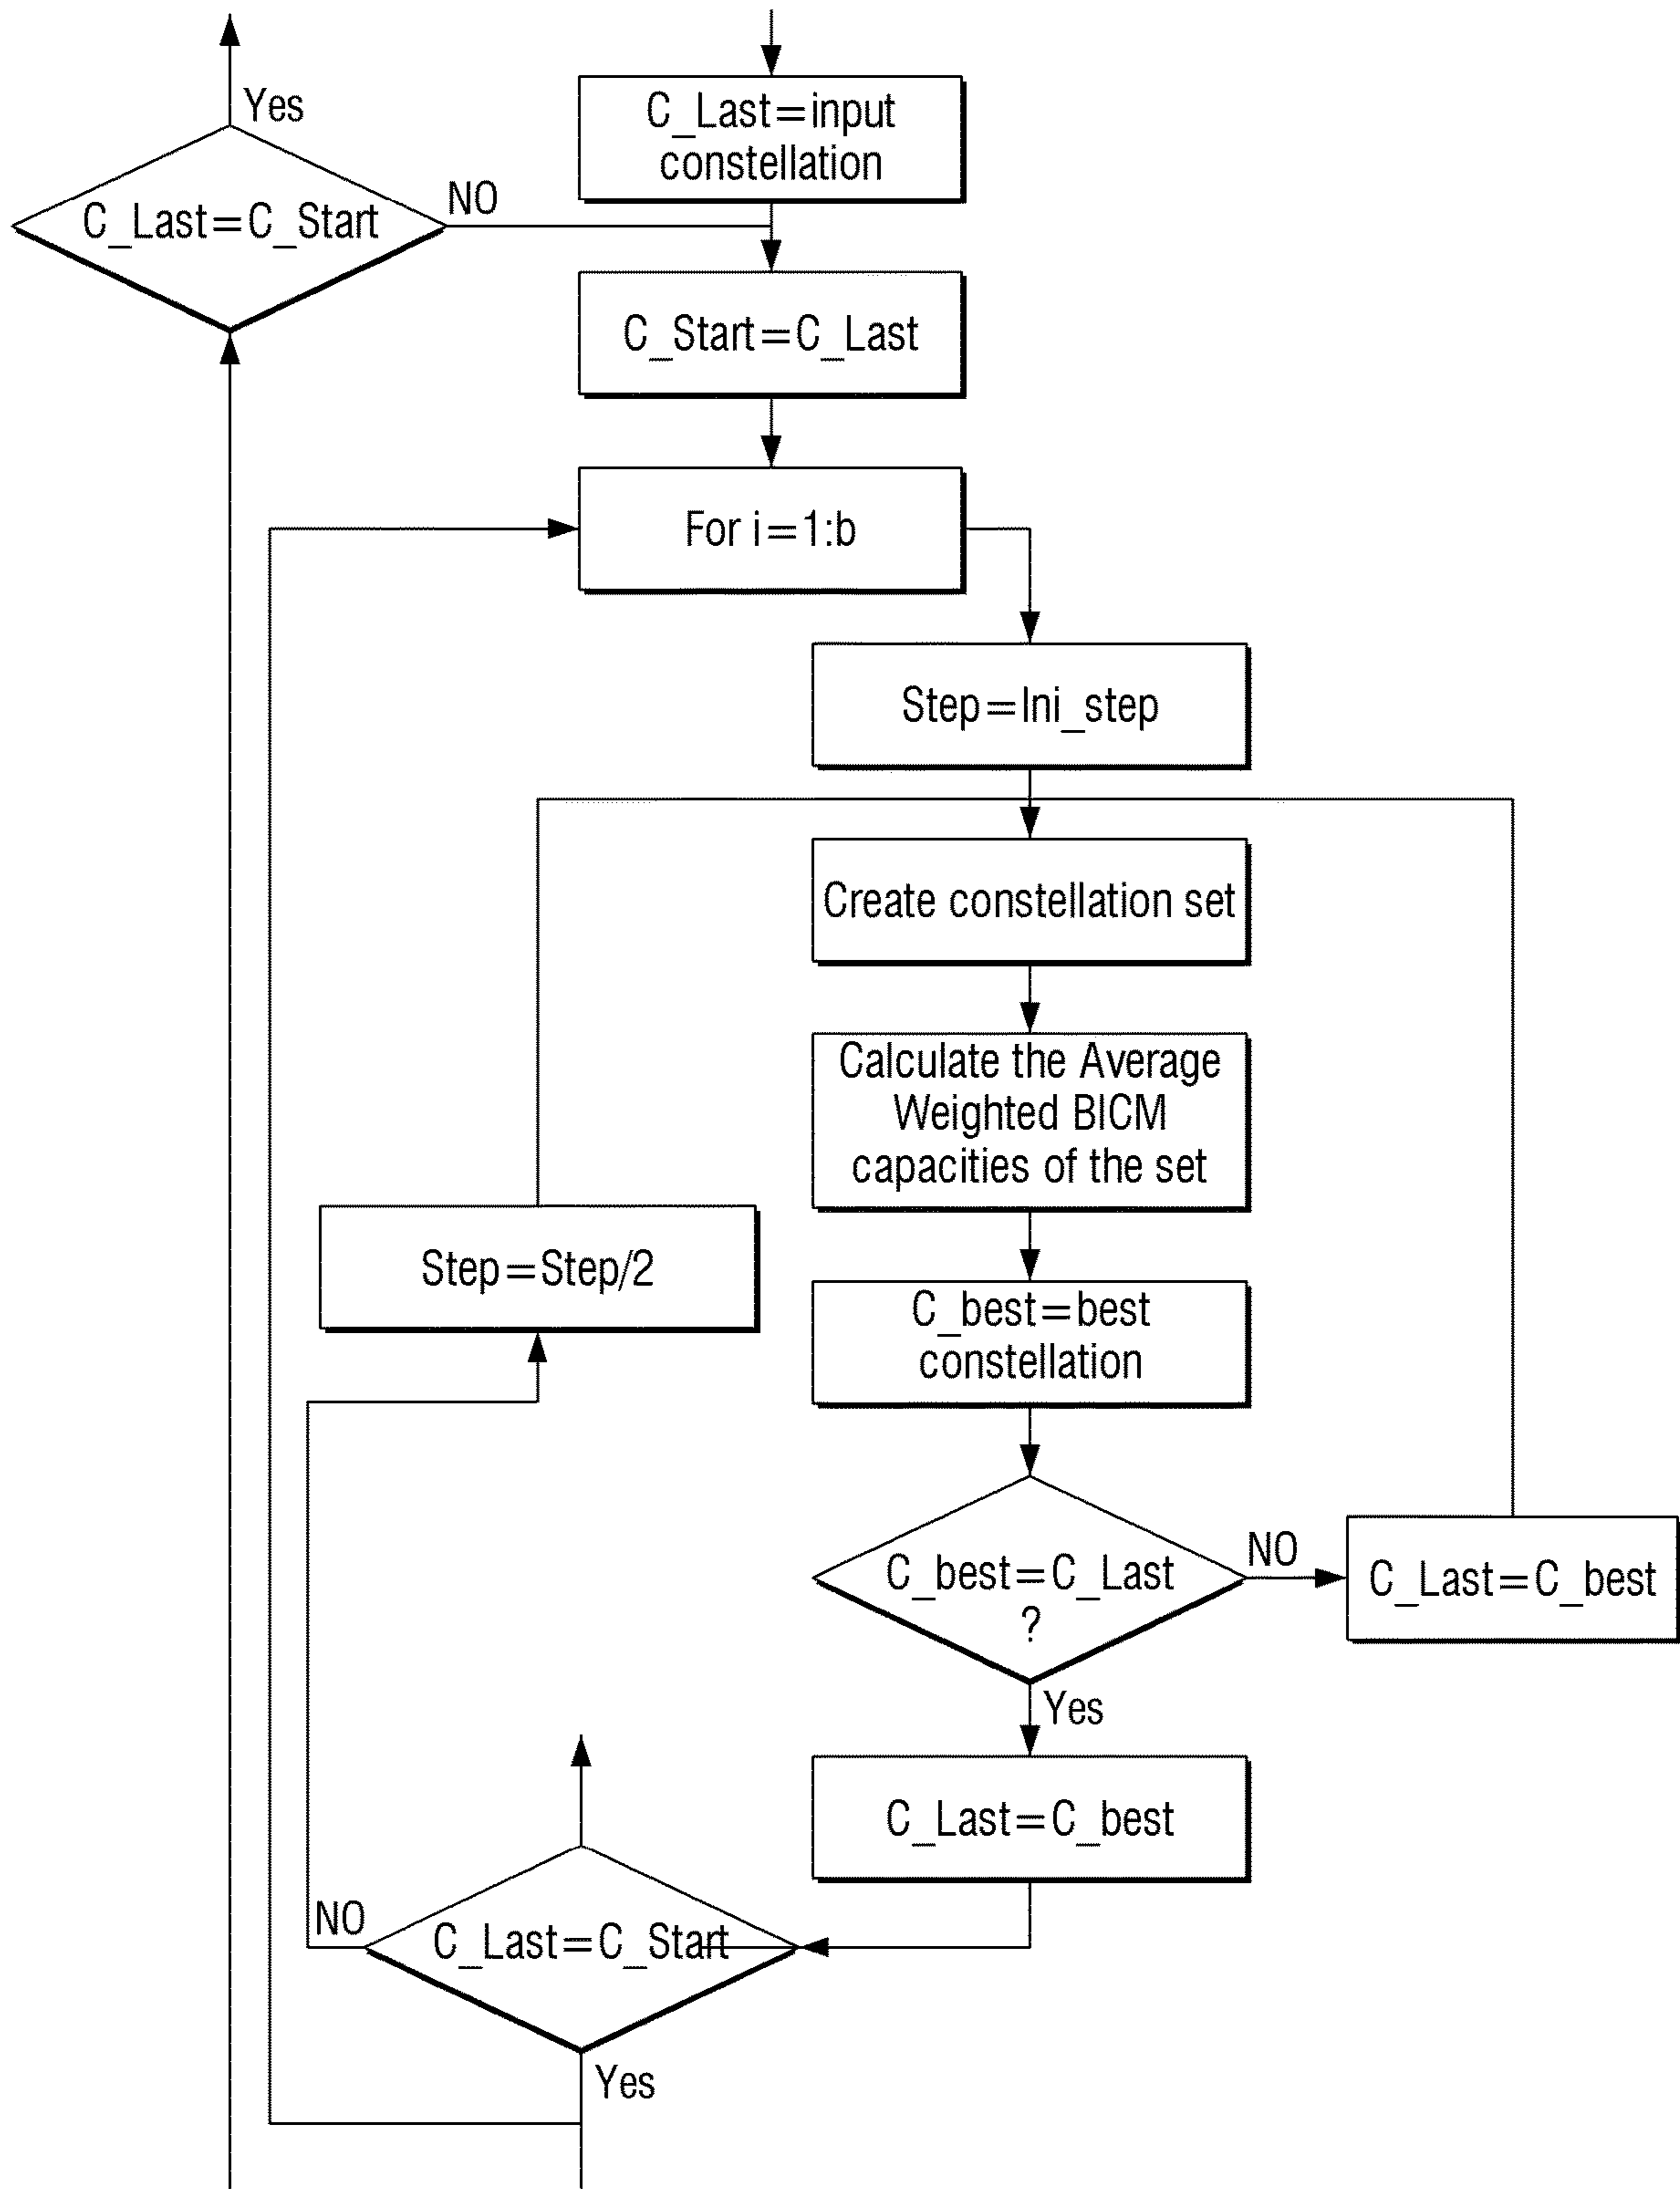 Yes
C_Last=input
constellation
C_Last=C_Start
NO
C_Start=C_Last
For i=1:b
Step=Ini_step
Create constellation set
Calculate the Average
Weighted BICM
capacities of the set
Step=Step/2
C_best=best
constellation
C_best=C_Last
?
NO
C_Last=C_best
Yes
C_Last=C_best
NO
C_Last=C_Start
Yes